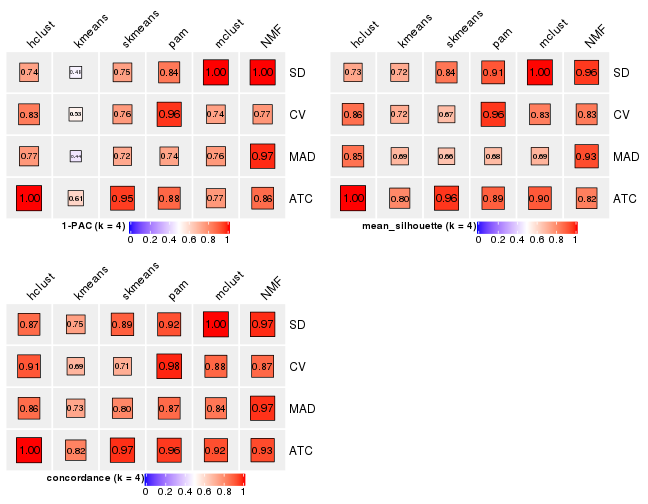 hclust kmeans skmeans pam mclust NMF
0.74 0.48 0.75 0.84 1.00 1.00 SD
0.83 0.53 0.76 0.96 0.74 0.77 CV
0.77 0.44 0.72 0.74 0.76 0.97 MAD
1.00 0.61 0.95 0.88 0.77 0.86 ATC
1-PAC (k = 4)
0 0.2 0.4 0.6 0.8 1
hclust kmeans skmeans pam mclust NMF
0.73 0.72 0.84 0.91 1.00 0.96 SD
0.86 0.72 0.67 0.96 0.83 0.83 CV
0.85 0.69 0.66 0.68 0.69 0.93 MAD
1.00 0.80 0.96 0.89 0.90 0.82 ATC
mean_silhouette (k = 4)
0 0.2 0.4 0.6 0.8 1
hclust kmeans skmeans pam mclust NMF
0.87 0.75 0.89 0.92 1.00 0.97 SD
0.91 0.69 0.71 0.98 0.88 0.87 CV
0.86 0.73 0.80 0.87 0.84 0.97 MAD
1.00 0.82 0.97 0.96 0.92 0.93 ATC
concordance (k = 4)
0 0.2 0.4 0.6 0.8 1